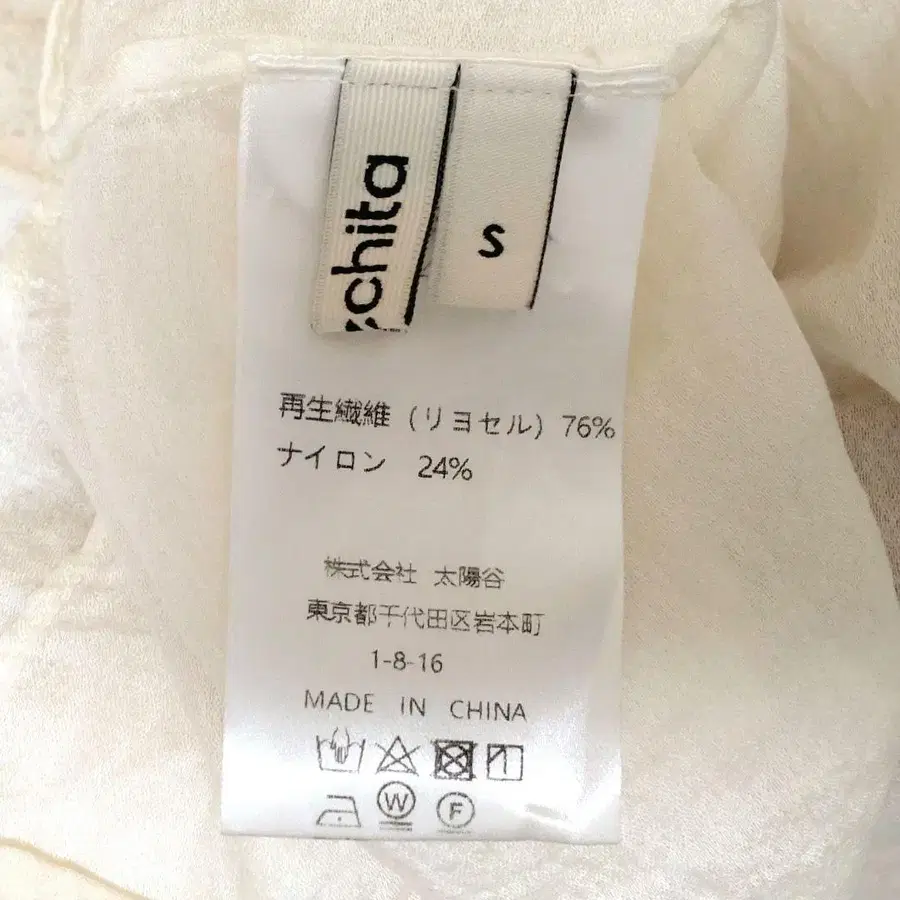 chita
S
再生繊維（リヨセル）76%
ナイロン 24%
株式会社 太陽谷
東京都千代田区岩本町
1-8-16
MADE IN CHINA
W
F